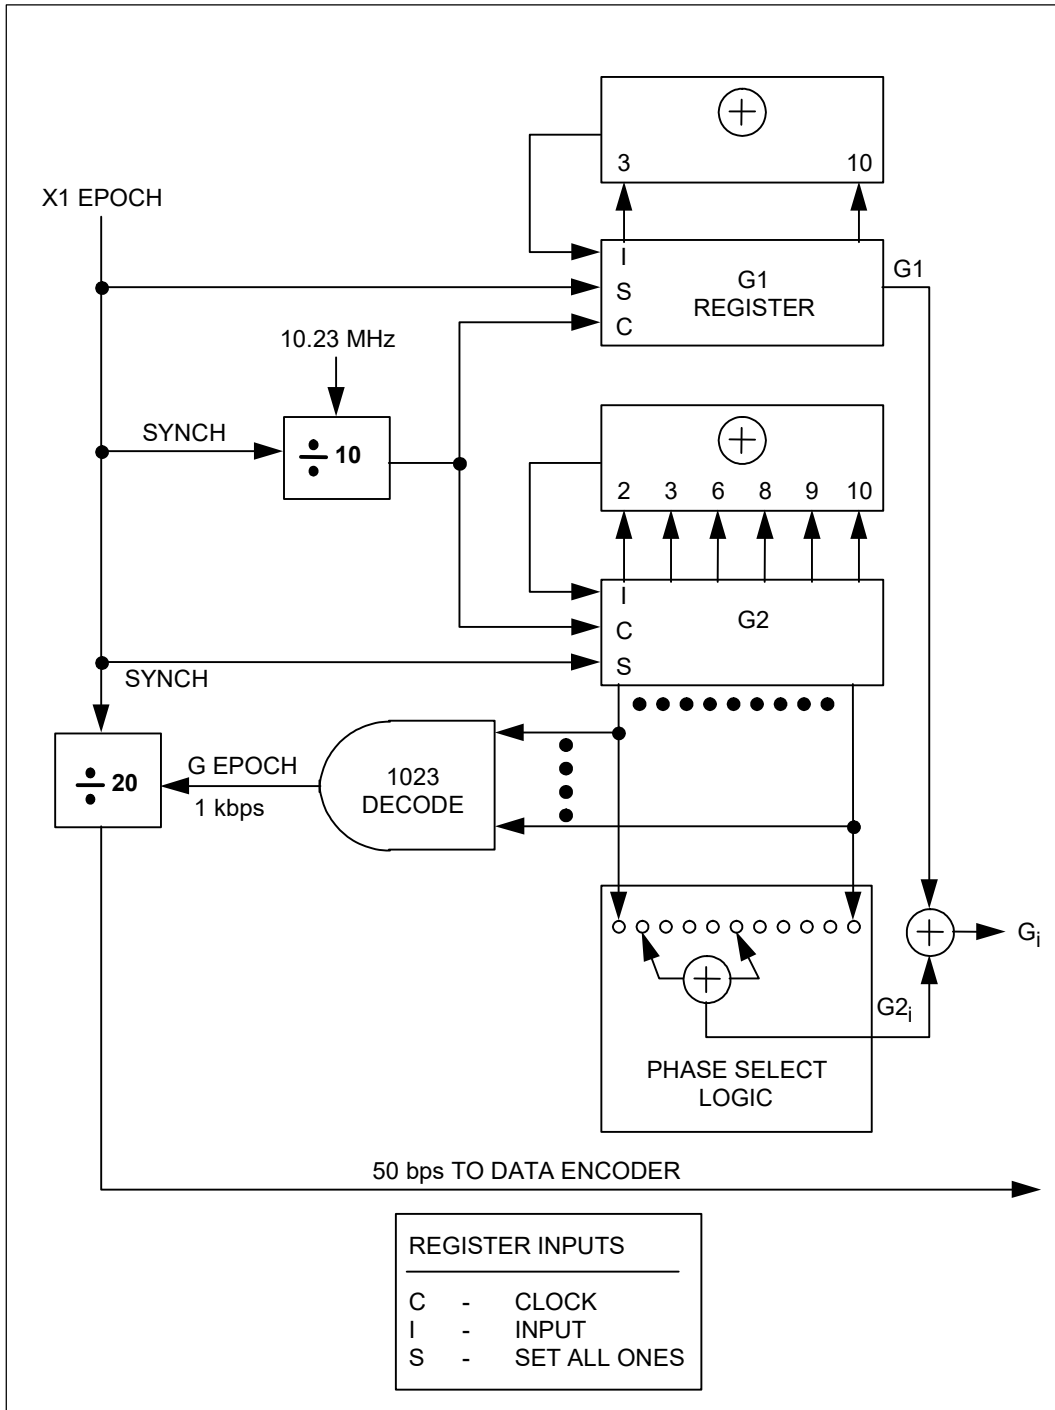 3 10
X1 EPOCH
I
G1
REGISTER
G1
S
C
10.23 MHz
SYNCH
÷ 10
2 3 6 8 9 10
I
G2
C
S
SYNCH
÷ 20
G EPOCH
1 kbps
1023
DECODE
Gi
G2i
PHASE SELECT
LOGIC
50 bps TO DATA ENCODER
REGISTER INPUTS
C - CLOCK
I - INPUT
S - SET ALL ONES